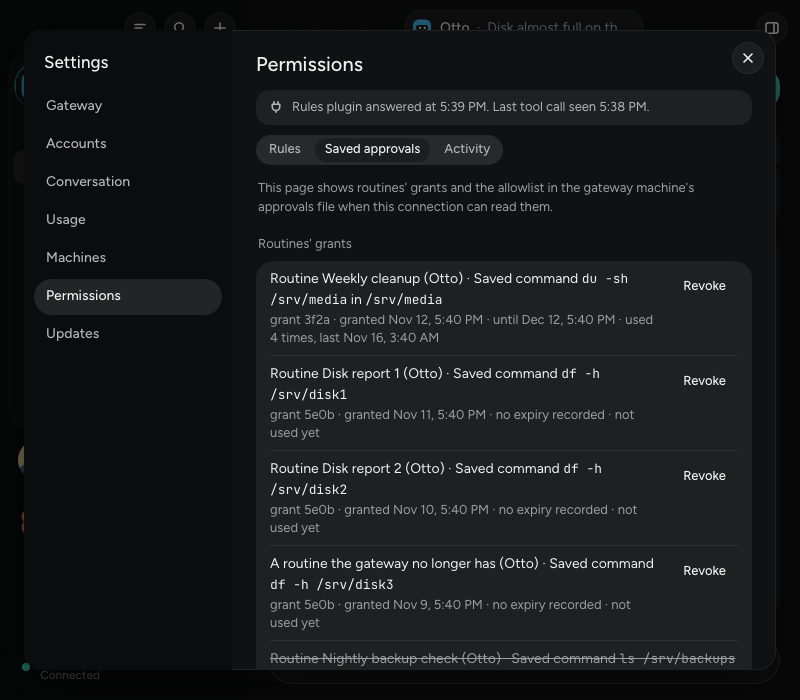 Otto · Disk almost full on th
Settings
Gateway
Accounts
Conversation
Usage
Machines
Permissions
Updates
Connected
Permissions
Rules plugin answered at 5:39 PM. Last tool call seen 5:38 PM.
Rules Saved approvals Activity
This page shows routines' grants and the allowlist in the gateway machine's
approvals file when this connection can read them.
Routines' grants
Routine Weekly cleanup (Otto) · Saved command du -sh
/srv/media in /srv/media
grant 3f2a · granted Nov 12, 5:40 PM · until Dec 12, 5:40 PM · used
4 times, last Nov 16, 3:40 AM
Revoke
Routine Disk report 1 (Otto) · Saved command df -h
/srv/disk1
grant 5e0b · granted Nov 11, 5:40 PM · no expiry recorded · not
used yet
Revoke
Routine Disk report 2 (Otto) · Saved command df -h
/srv/disk2
grant 5e0b · granted Nov 10, 5:40 PM · no expiry recorded · not
used yet
Revoke
A routine the gateway no longer has (Otto) · Saved command
df -h /srv/disk3
grant 5e0b · granted Nov 9, 5:40 PM · no expiry recorded · not
used yet
Revoke
Routine Nightly backup check (Otto) · Saved command ls /srv/backups